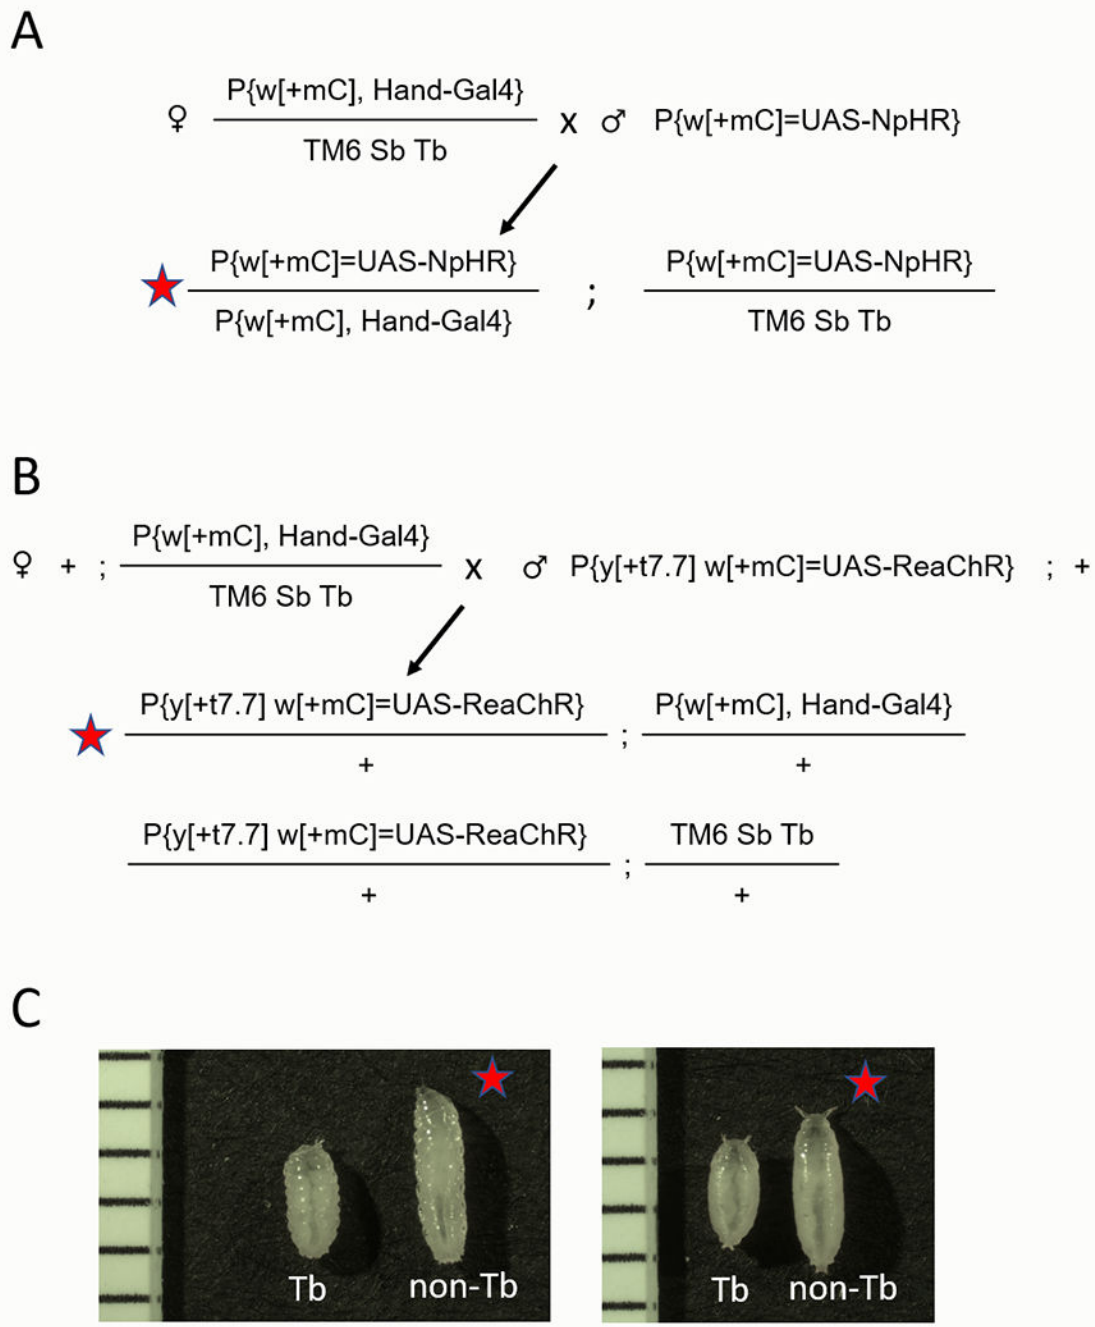 A
♀ P{w[+mC], Hand-Gal4} x ♂ P{w[+mC]=UAS-NpHR}
TM6 Sb Tb
P{w[+mC]=UAS-NpHR} ; P{w[+mC]=UAS-NpHR}
P{w[+mC], Hand-Gal4} TM6 Sb Tb
B
♀ + ; P{w[+mC], Hand-Gal4} x ♂ P{y[+t7.7] w[+mC]=UAS-ReaChR} ; +
TM6 Sb Tb
P{y[+t7.7] w[+mC]=UAS-ReaChR} ; P{w[+mC], Hand-Gal4}
+ +
P{y[+t7.7] w[+mC]=UAS-ReaChR} ; TM6 Sb Tb
+ +
C
Tb non-Tb Tb non-Tb